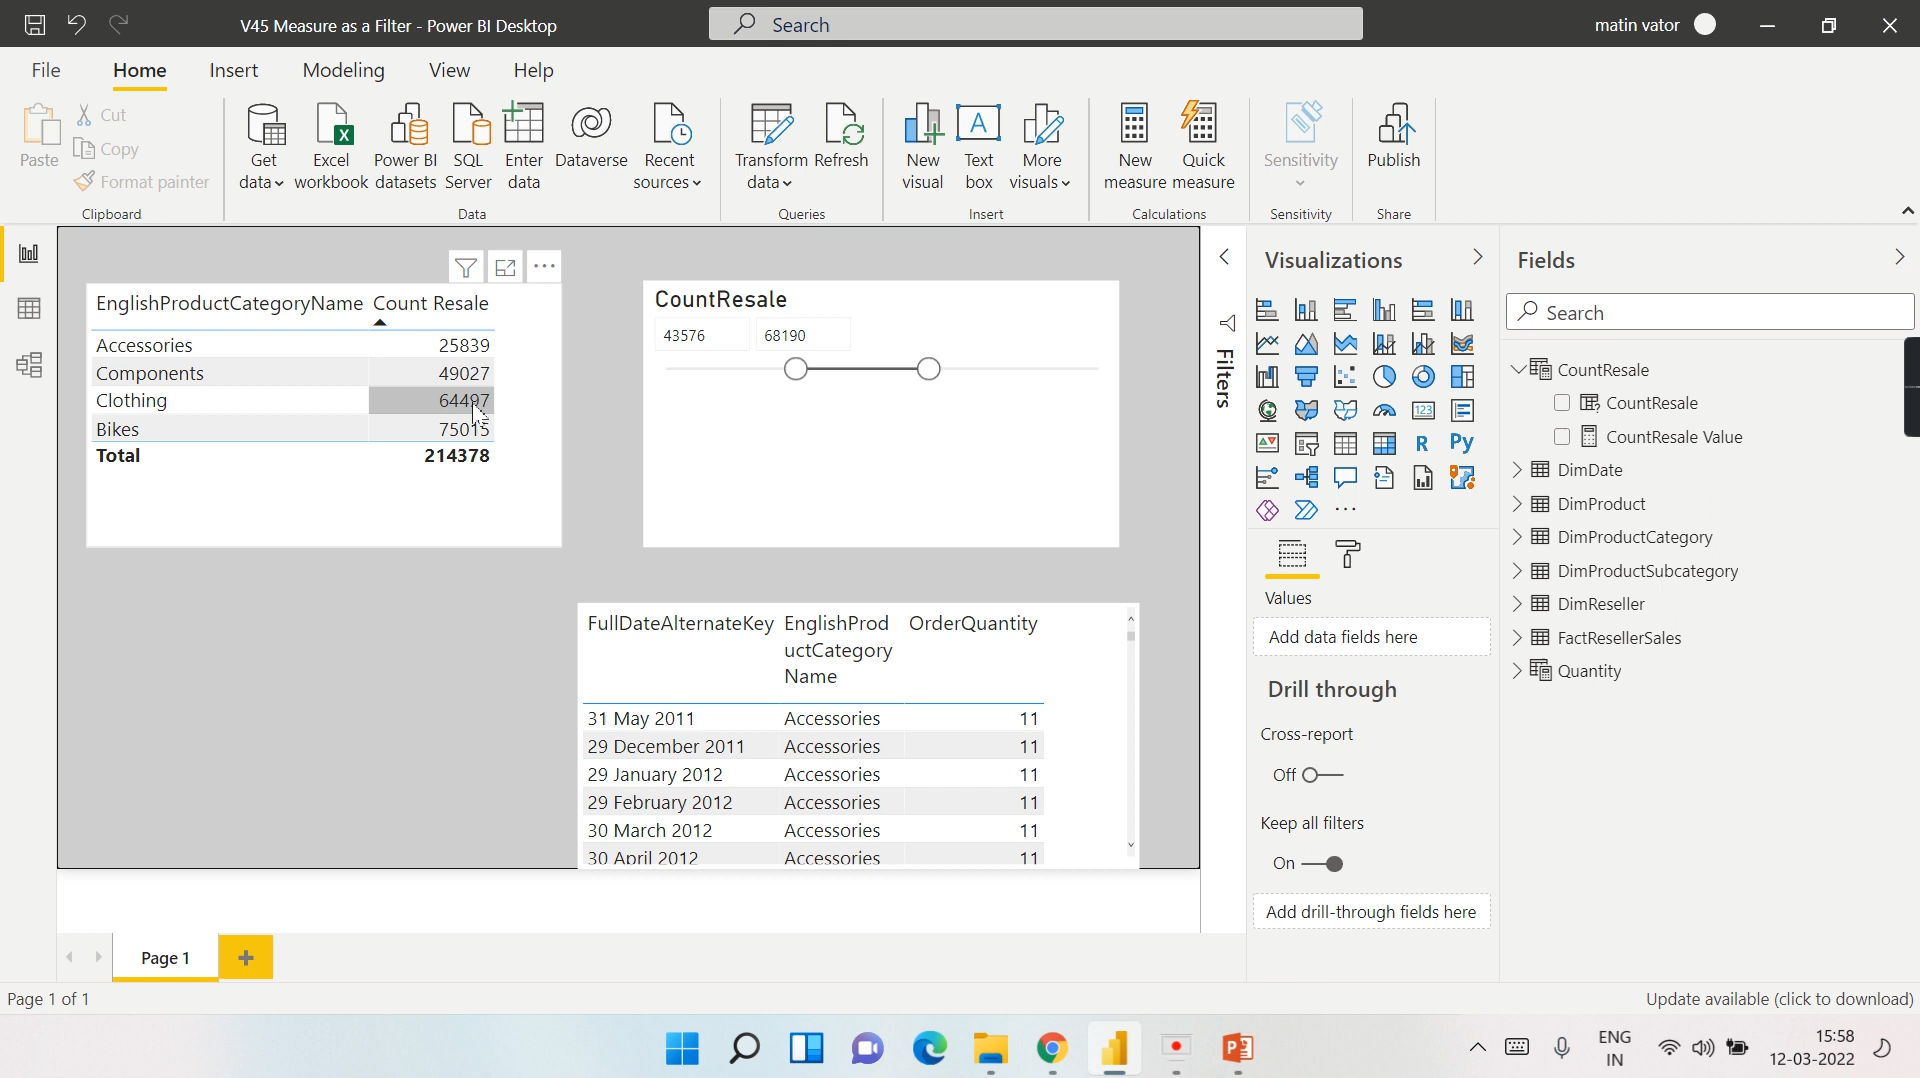 V45 Measure as a Filter - Power BI Desktop
Search
matin vator
File
Home
Insert
Modeling
View
Help
Paste
Cut
Copy
Format painter
Clipboard
Get data
Excel workbook
Power BI datasets
SQL Server
Enter data
Dataverse
Recent sources
Data
Transform data
Refresh
Queries
New visual
Text box
More visuals
Insert
New measure
Quick measure
Calculations
Sensitivity
Sensitivity
Publish
Share
EnglishProductCategoryName Count Resale
Accessories 25839
Components 49027
Clothing 64497
Bikes 75015
Total 214378
CountResale
43576 68190
FullDateAlternateKey EnglishProd OrderQuantity
uctCategory
Name
31 May 2011 Accessories 11
29 December 2011 Accessories 11
29 January 2012 Accessories 11
29 February 2012 Accessories 11
30 March 2012 Accessories 11
30 April 2012 Accessories 11
Filters
Visualizations
123
R
Py
Values
Add data fields here
Drill through
Cross-report
Off
Keep all filters
On
Add drill-through fields here
Fields
Search
CountResale
CountResale
CountResale Value
DimDate
DimProduct
DimProductCategory
DimProductSubcategory
DimReseller
FactResellerSales
Quantity
Page 1
Page 1 of 1
Update available (click to download)
ENG
IN
15:58
12-03-2022